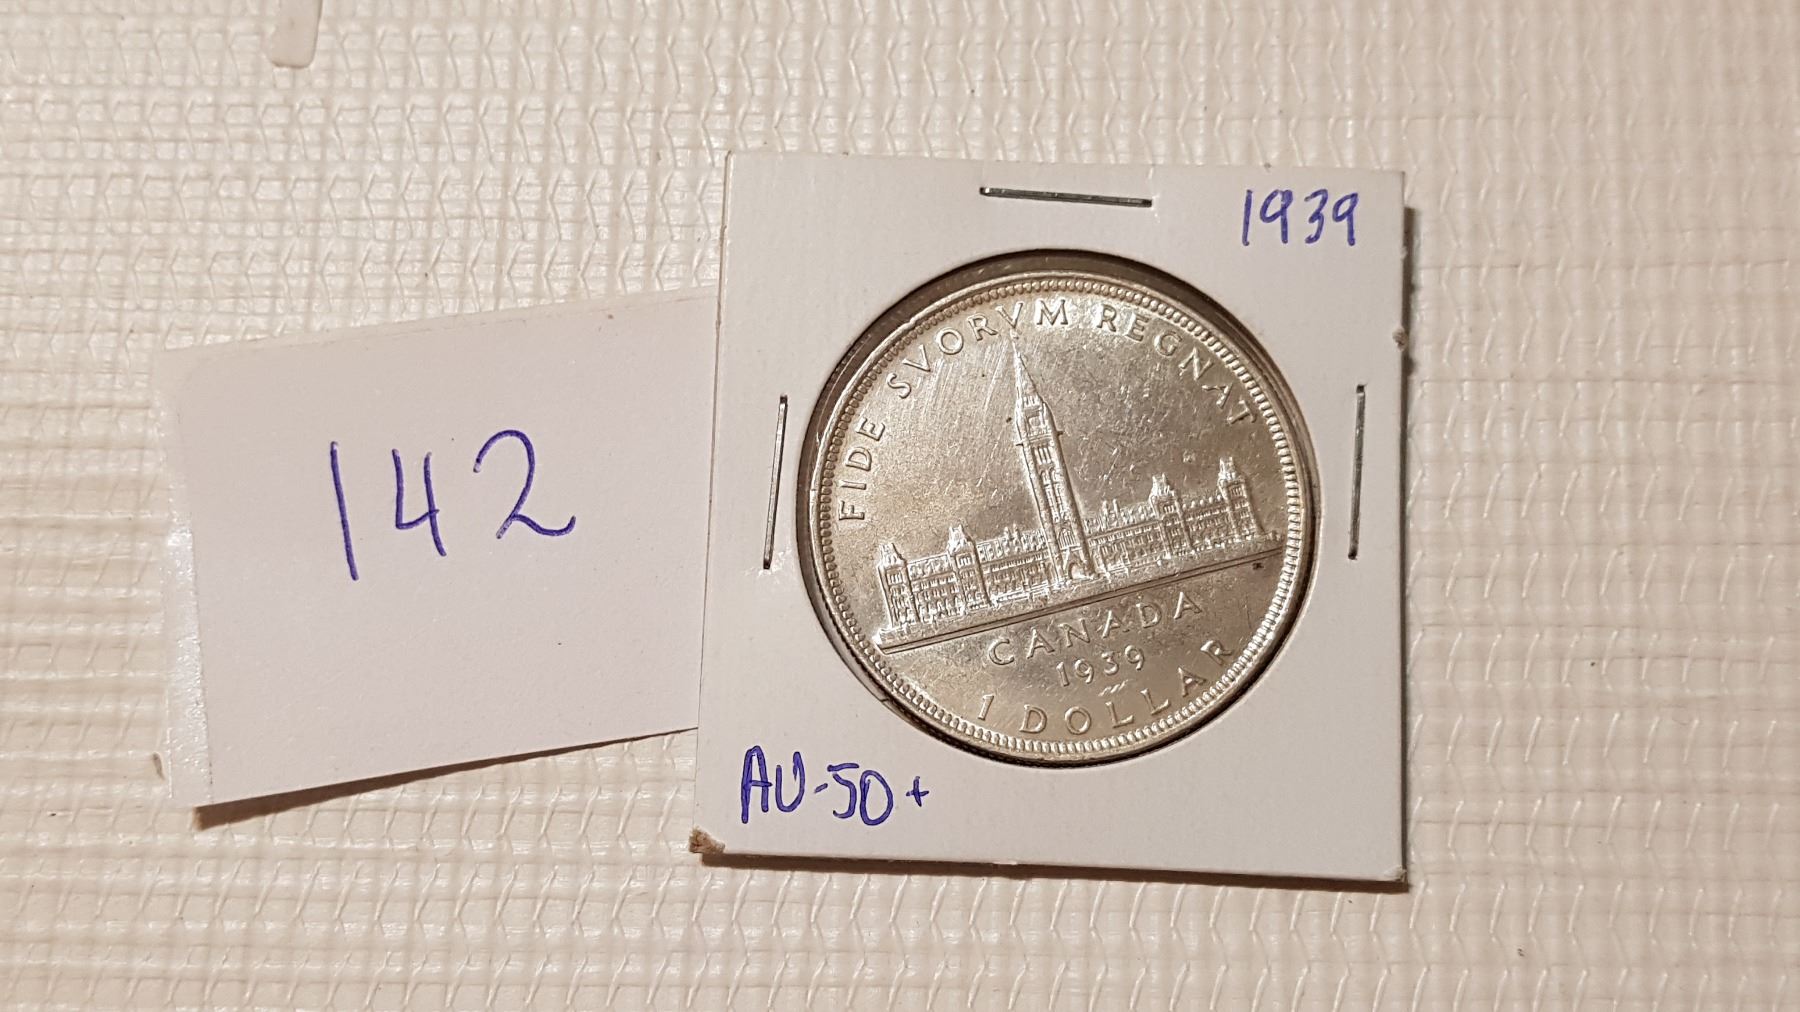 1939
142
FIDE SVORVM REGNAT
CANADA
1939
1 DOLLAR
AU-50+